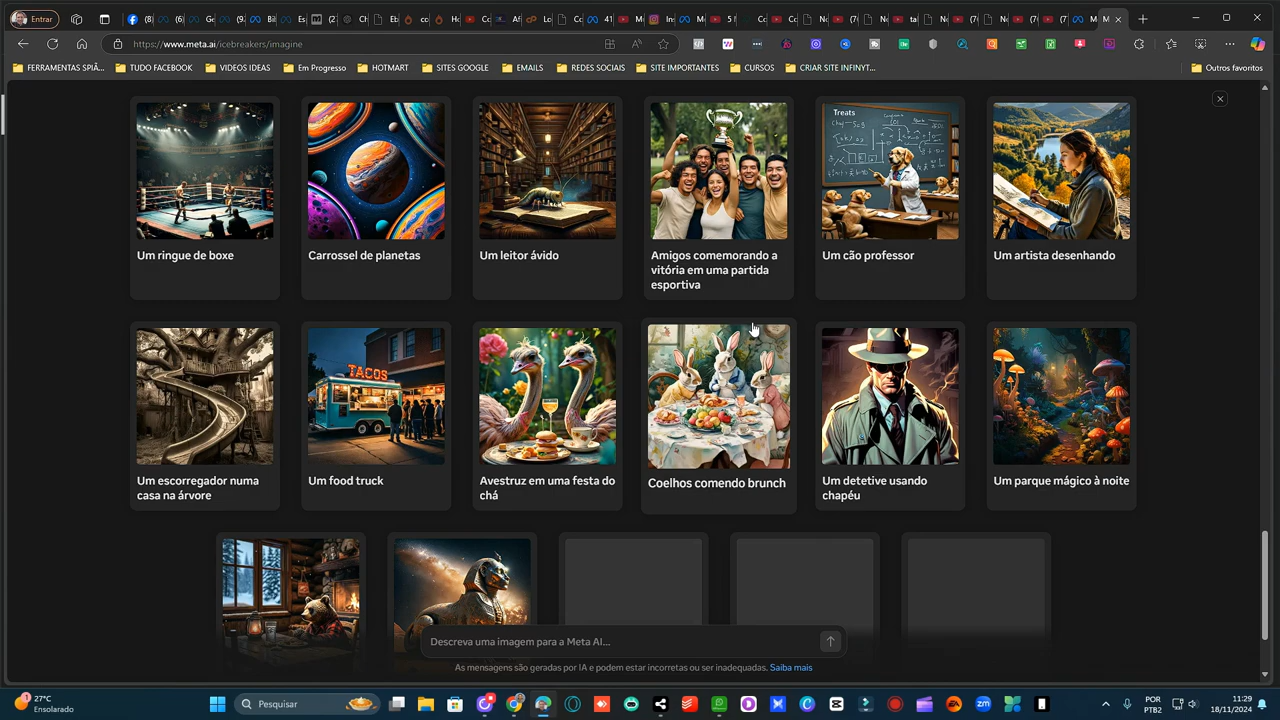 Entrar
https://www.meta.ai/icebreakers/imagine
FERRAMENTAS SPIÃ...
TUDO FACEBOOK
VIDEOS IDEAS
Em Progresso
HOTMART
SITES GOOGLE
EMAILS
REDES SOCIAIS
SITE IMPORTANTES
CURSOS
CRIAR SITE INFINYT...
Outros favoritos
Treats
Um ringue de boxe
Carrossel de planetas
Um leitor ávido
Amigos comemorando a
vitória em uma partida
esportiva
Um cão professor
Um artista desenhando
TACOS
Um escorregador numa
casa na árvore
Um food truck
Avestruz em uma festa do
chá
Coelhos comendo brunch
Um detetive usando
chapéu
Um parque mágico à noite
Descreva uma imagem para a Meta AI...
As mensagens são geradas por IA e podem estar incorretas ou ser inadequadas. Saiba mais
27°C
Ensolarado
Pesquisar
POR
PTB2
11:29
18/11/2024